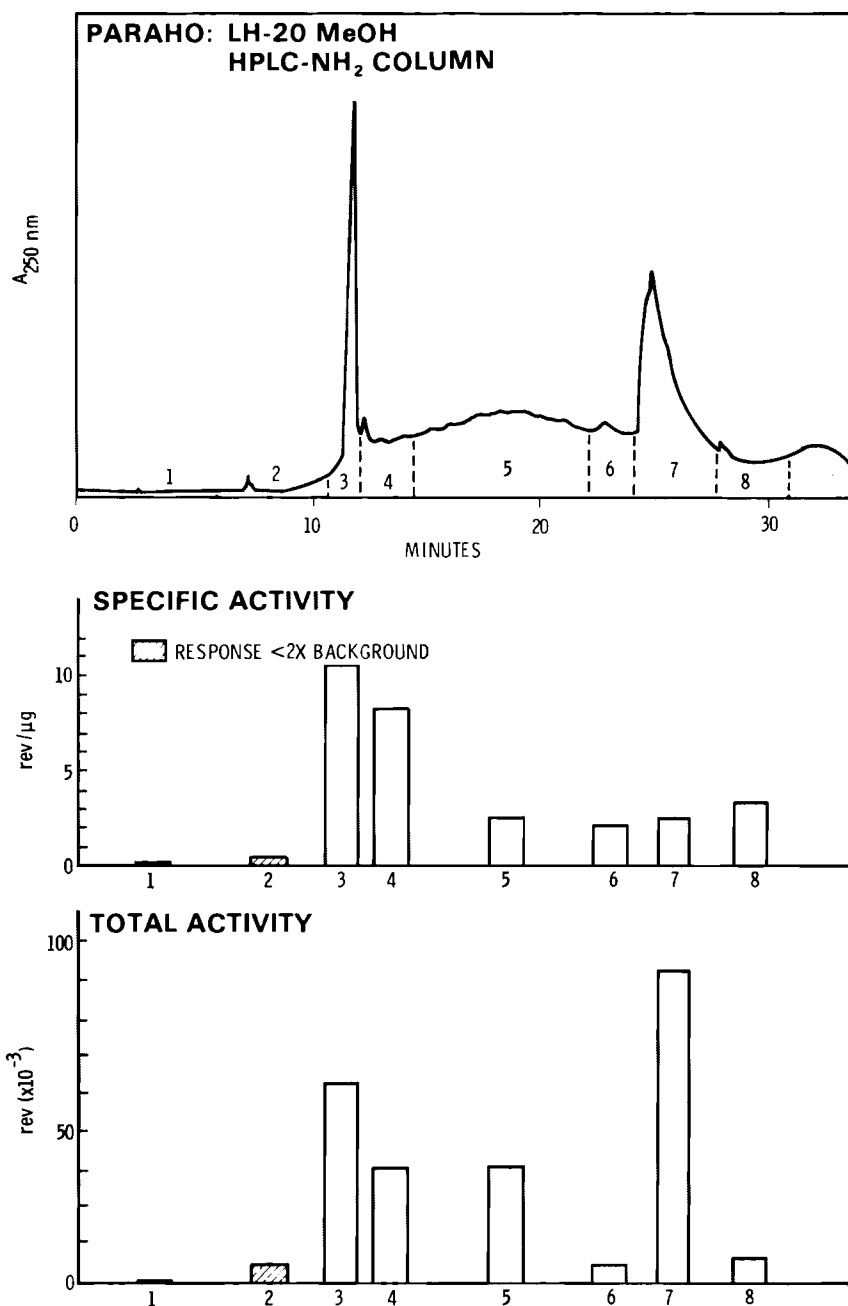 PARAHO: LH-20 MeOH
HPLC-NH₂ COLUMN
A₂₅₀ nm
1 2 3 4 5 6 7 8
0 10 20 30
MINUTES
SPECIFIC ACTIVITY
RESPONSE <2X BACKGROUND
10
5
0
rev/µg
1 2 3 4 5 6 7 8
TOTAL ACTIVITY
100
50
0
rev (x10⁻³)
1 2 3 4 5 6 7 8